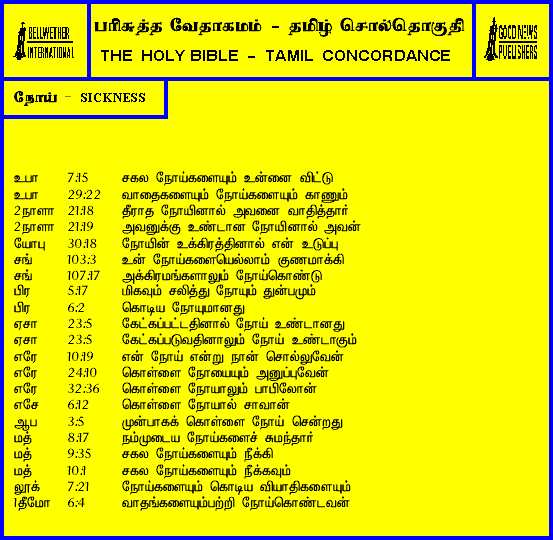 BELLWETHER
INTERNATIONAL
பரிசுத்த வேதாகமம் - தமிழ் சொல்தொகுதி
THE HOLY BIBLE - TAMIL CONCORDANCE
GOOD NEWS
PUBLISHERS
நோய் - SICKNESS
உபா 7:15 சகல நோய்களையும் உன்னை விட்டு
உபா 29:22 வாதைகளையும் நோய்களையும் காணும்
2நாளா 21:18 தீராத நோயினால் அவனை வாதித்தார்
2நாளா 21:19 அவனுக்கு உண்டான நோயினால் அவன்
யோபு 30:18 நோயின் உக்கிரத்தினால் என் உடுப்பு
சங் 103:3 உன் நோய்களையெல்லாம் குணமாக்கி
சங் 107:17 அக்கிரமங்களாலும் நோய்கொண்டு
பிர 5:17 மிகவும் சலித்து நோயும் துன்பமும்
பிர 6:2 கொடிய நோயுமானது
ஏசா 23:5 கேட்கப்பட்டதினால் நோய் உண்டானது
ஏசா 23:5 கேட்கப்படுவதினாலும் நோய் உண்டாகும்
எரே 10:19 என் நோய் என்று நான் சொல்லுவேன்
எரே 24:10 கொள்ளை நோயையும் அனுப்புவேன்
எரே 32:36 கொள்ளை நோயாலும் பாபிலோன்
எசே 6:12 கொள்ளை நோயால் சாவான்
ஆப 3:5 முன்பாகக் கொள்ளை நோய் சென்றது
மத் 8:17 நம்முடைய நோய்களைச் சுமந்தார்
மத் 9:35 சகல நோய்களையும் நீக்கி
மத் 10:1 சகல நோய்களையும் நீக்கவும்
லூக் 7:21 நோய்களையும் கொடிய வியாதிகளையும்
1தீமோ 6:4 வாதங்களையும்பற்றி நோய்கொண்டவன்